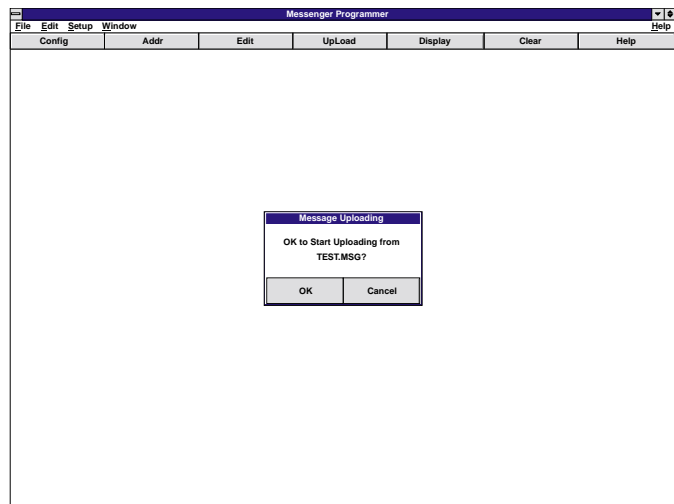 Messenger Programmer
File Edit Setup Window Help
Config Addr Edit UpLoad Display Clear Help
Message Uploading
OK to Start Uploading from
TEST.MSG?
OK Cancel